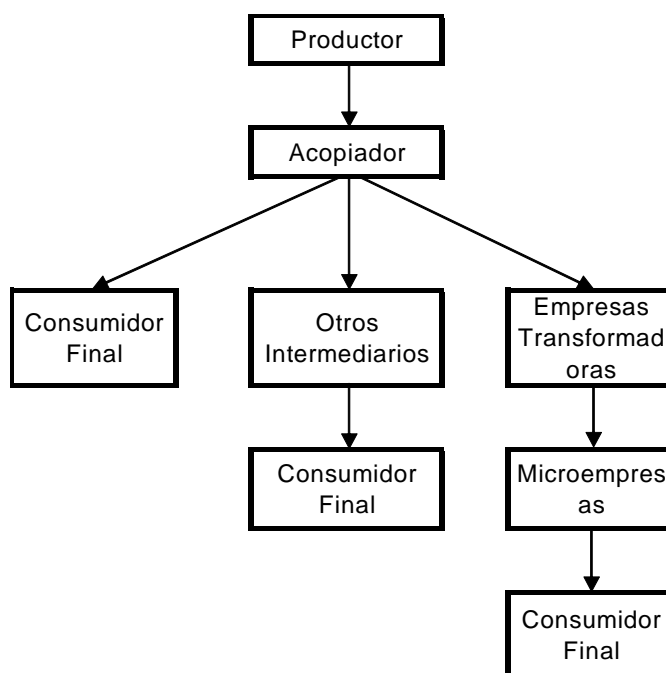 Productor
Acopiador
Consumidor
Final
Otros
Intermediarios
Empresas
Transformad
oras
Consumidor
Final
Microempres
as
Consumidor
Final